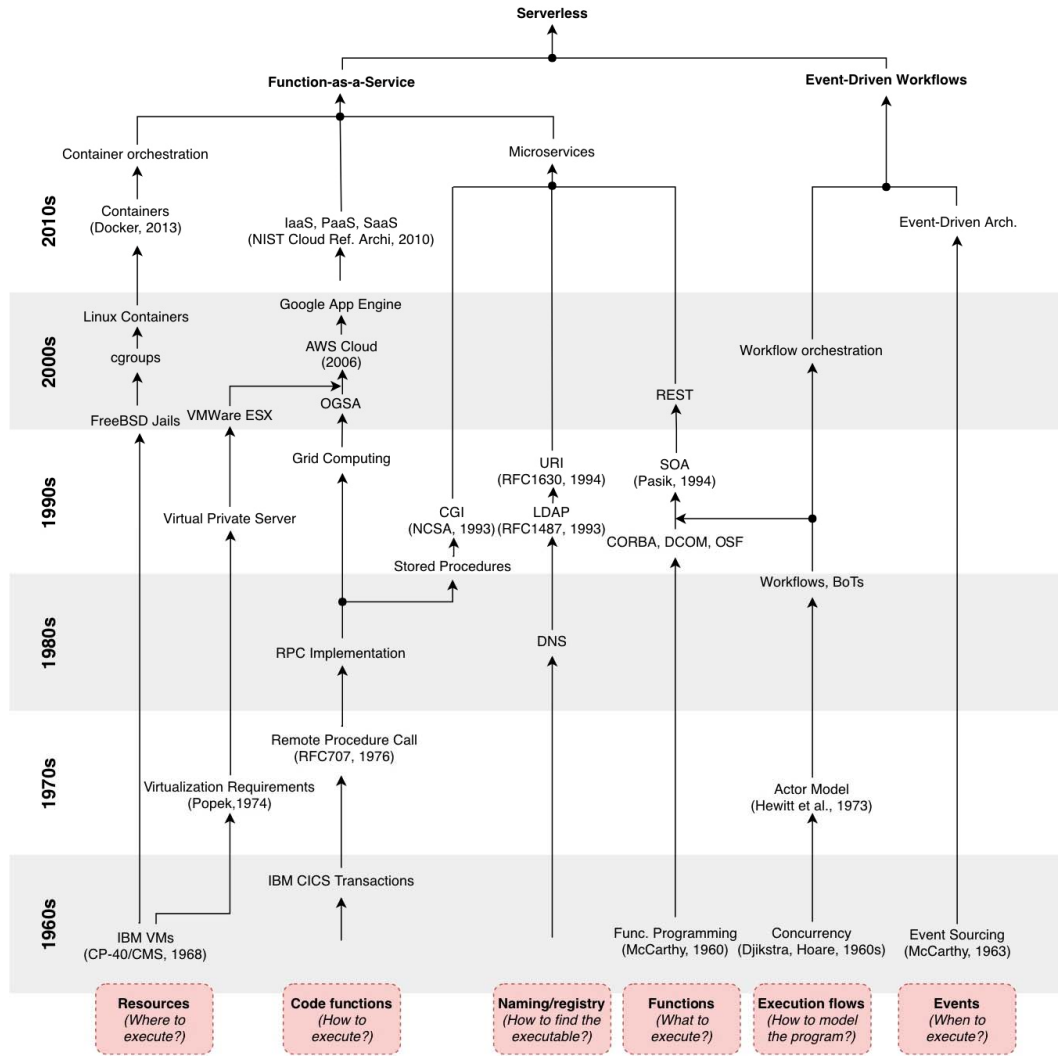 Serverless
Function-as-a-Service
Event-Driven Workflows
Container orchestration
Microservices
2010s
Containers
(Docker, 2013)
IaaS, PaaS, SaaS
(NIST Cloud Ref. Archi, 2010)
Event-Driven Arch.
2000s
Google App Engine
Linux Containers
AWS Cloud
(2006)
cgroups
Workflow orchestration
OGSA
REST
FreeBSD Jails
VMWare ESX
1990s
Grid Computing
URI
(RFC1630, 1994)
SOA
(Pasik, 1994)
Virtual Private Server
CGI
(NCSA, 1993)
LDAP
(RFC1487, 1993)
CORBA, DCOM, OSF
Stored Procedures
1980s
Workflows, BoTs
RPC Implementation
DNS
1970s
Remote Procedure Call
(RFC707, 1976)
Virtualization Requirements
(Popek,1974)
Actor Model
(Hewitt et al., 1973)
1960s
IBM CICS Transactions
IBM VMs
(CP-40/CMS, 1968)
Func. Programming
(McCarthy, 1960)
Concurrency
(Djikstra, Hoare, 1960s)
Event Sourcing
(McCarthy, 1963)
Resources
(Where to
execute?)
Code functions
(How to
execute?)
Naming/registry
(How to find the
executable?)
Functions
(What to
execute?)
Execution flows
(How to model
the program?)
Events
(When to
execute?)